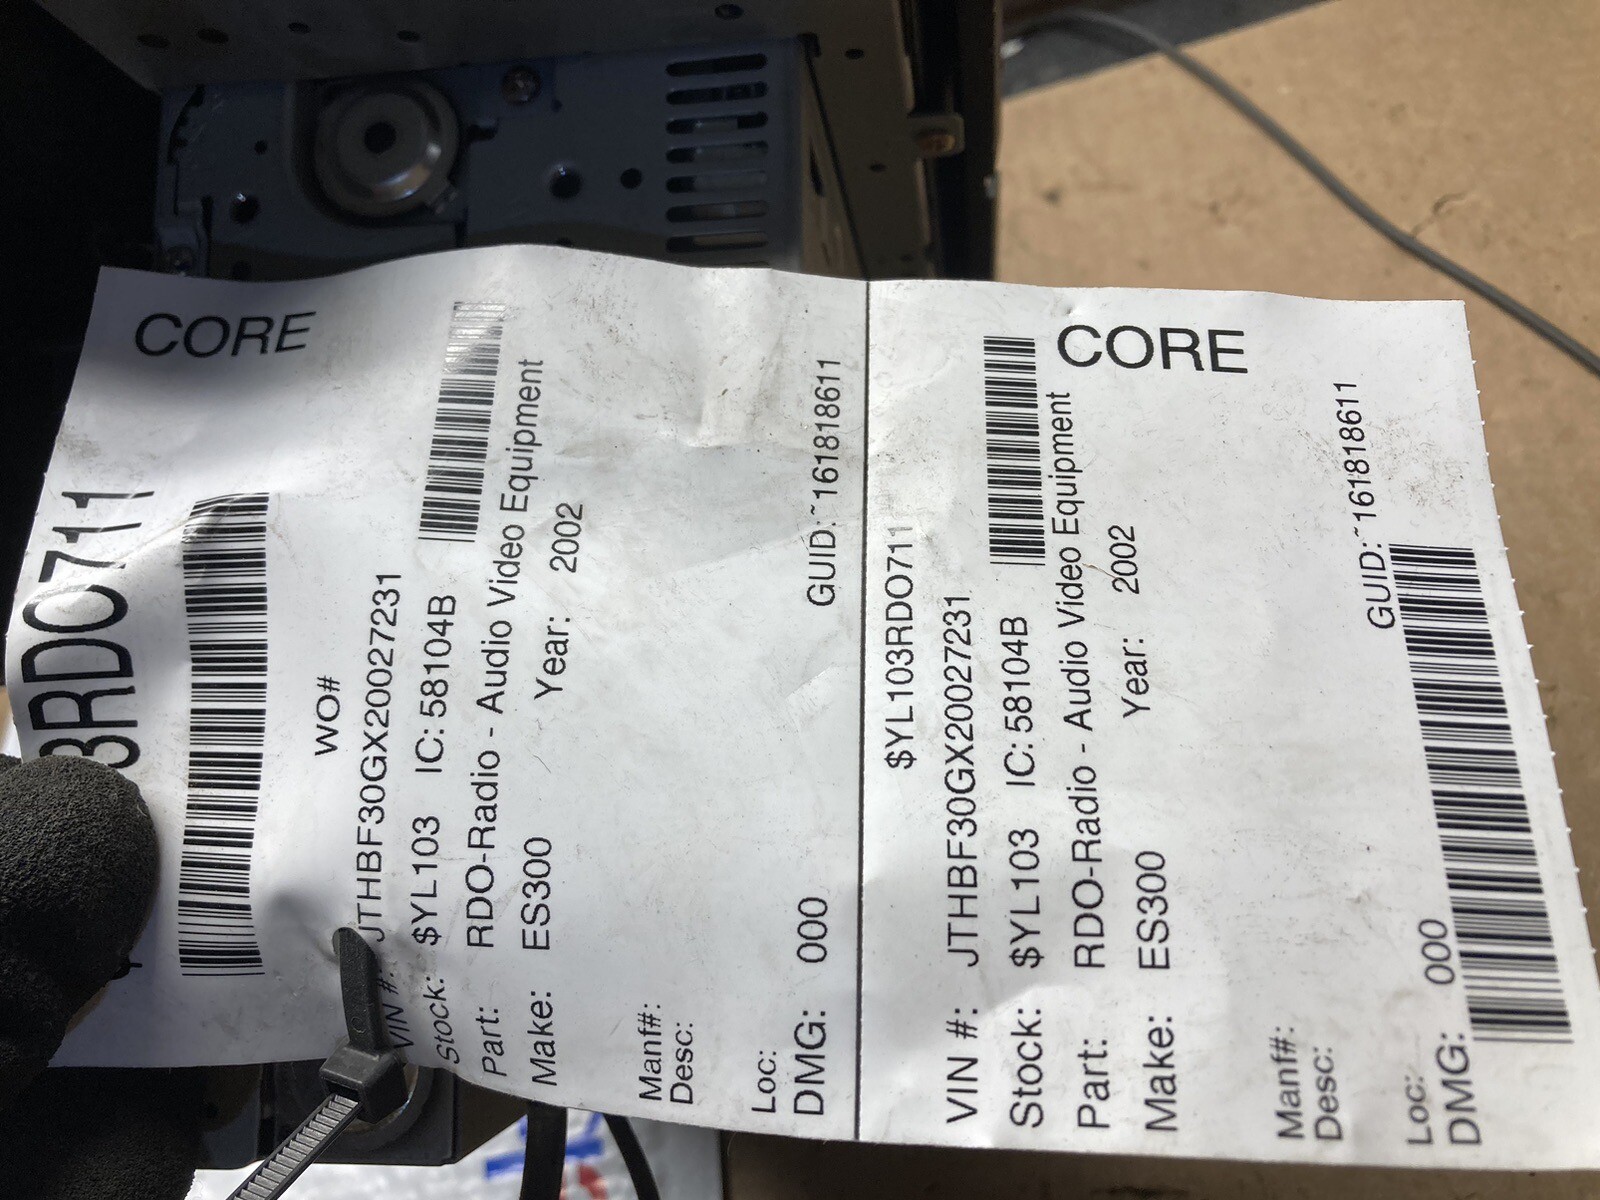 CORE
3RDO711
WO#
VIN #: JTHBF30GX20027231
Stock: $YL103 IC: 58104B
Part: RDO-Radio - Audio Video Equipment
Make: ES300 Year: 2002
Manf#:
Desc:
Loc:
DMG: 000 GUID:~161818611
CORE
$YL103RDO711
VIN #: JTHBF30GX20027231
Stock: $YL103 IC: 58104B
Part: RDO-Radio - Audio Video Equipment
Make: ES300 Year: 2002
Manf#:
Desc:
GUID:~161818611
Loc:
DMG: 000